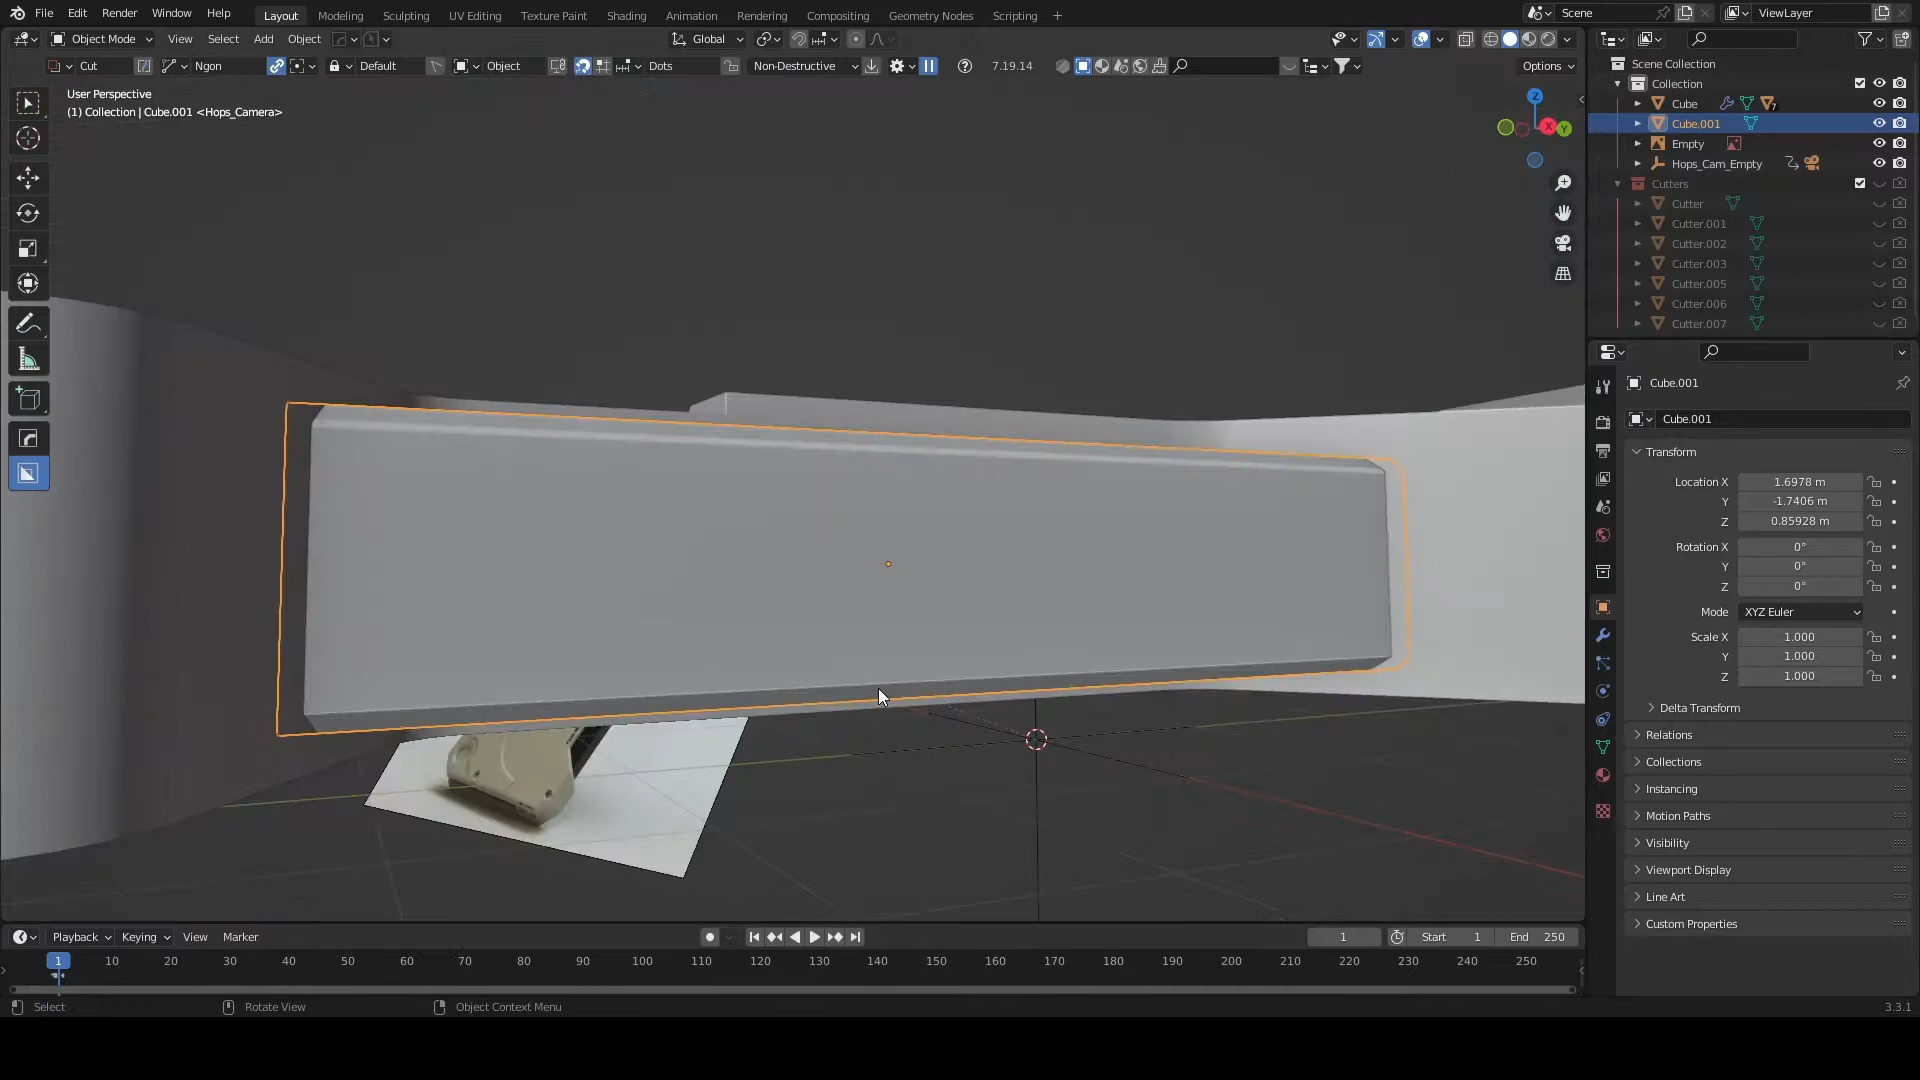 File Edit Render Window Help
Layout Modeling Sculpting UV Editing Texture Paint Shading Animation Rendering Compositing Geometry Nodes Scripting +
Scene
ViewLayer
Object Mode View Select Add Object
Global
Cut Ngon Default Object Dots Non-Destructive 7.19.14
Options
User Perspective
(1) Collection | Cube.001 <Hops_Camera>
Z
X
Y
Scene Collection
Collection
Cube
7
Cube.001
Empty
Hops_Cam_Empty
Cutters
Cutter
Cutter.001
Cutter.002
Cutter.003
Cutter.005
Cutter.006
Cutter.007
Cube.001
Cube.001
Transform
Location X 1.6978 m
Y -1.7406 m
Z 0.85928 m
Rotation X 0°
Y 0°
Z 0°
Mode XYZ Euler
Scale X 1.000
Y 1.000
Z 1.000
Delta Transform
Relations
Collections
Instancing
Motion Paths
Visibility
Viewport Display
Line Art
Custom Properties
Playback Keying View Marker
1 Start 1 End 250
1 10 20 30 40 50 60 70 80 90 100 110 120 130 140 150 160 170 180 190 200 210 220 230 240 250
Select Rotate View Object Context Menu
3.3.1